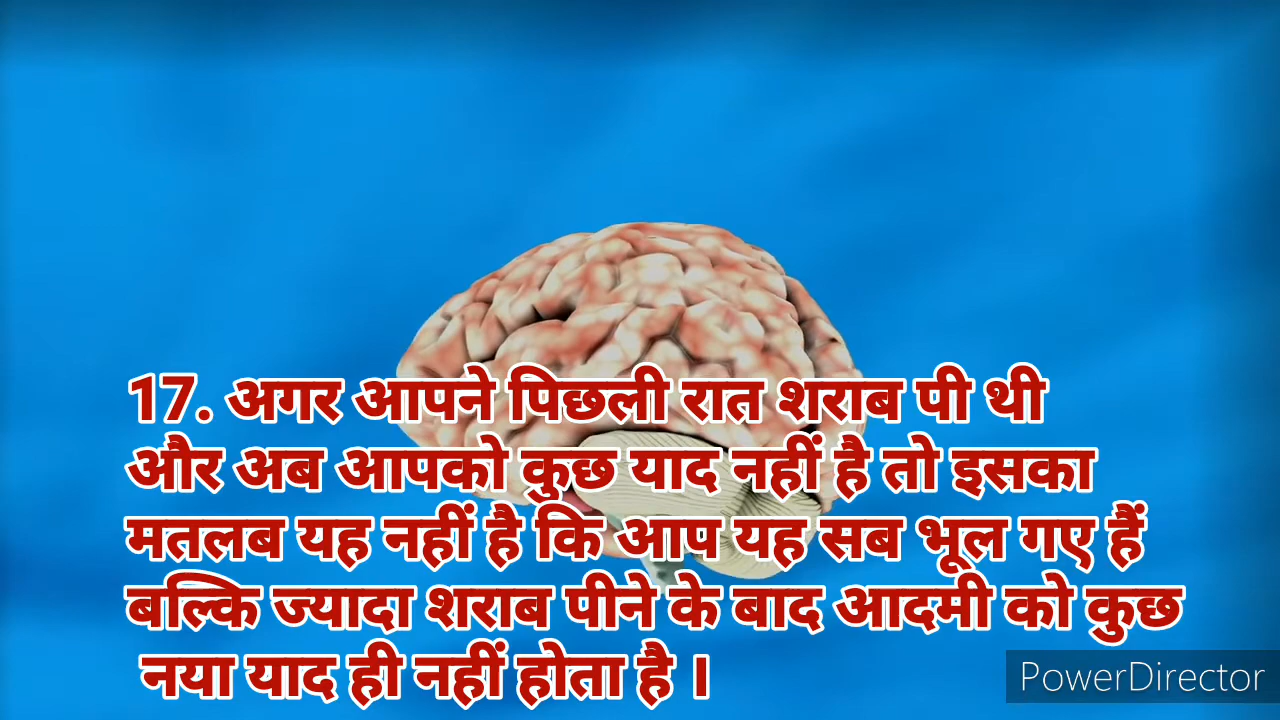 17. अगर आपने पिछली रात शराब पी थी
और अब आपको कुछ याद नहीं है तो इसका
मतलब यह नहीं है कि आप यह सब भूल गए हैं
बल्कि ज्यादा शराब पीने के बाद आदमी को कुछ
नया याद ही नहीं होता है ।
PowerDirector